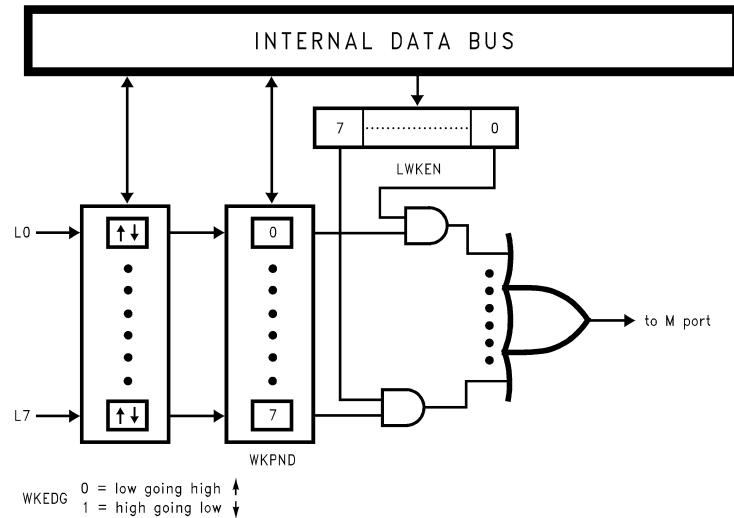 INTERNAL DATA BUS
7 0
LWKEN
L0 ↑↓ 0
to M port
L7 ↑↓ 7
WKPND
WKEDG
0 = low going high ↑
1 = high going low ↓